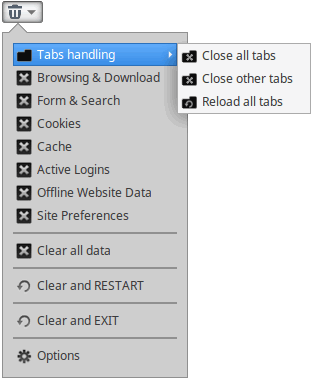 Tabs handling
Close all tabs
Close other tabs
Reload all tabs
Browsing & Download
Form & Search
Cookies
Cache
Active Logins
Offline Website Data
Site Preferences
Clear all data
Clear and RESTART
Clear and EXIT
Options